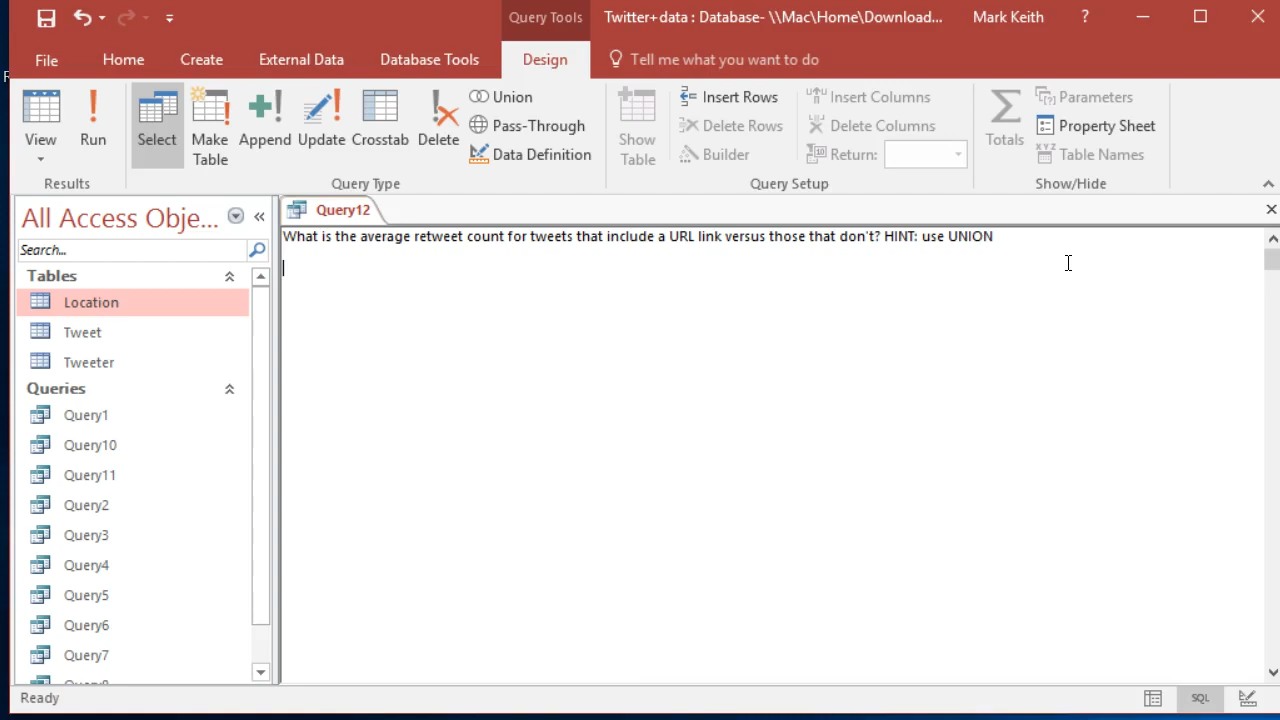 Query Tools
Twitter+data : Database- \\Mac\Home\Download...
Mark Keith
?
File
Home
Create
External Data
Database Tools
Design
Tell me what you want to do
View
Run
Select
Make Table
Append
Update
Crosstab
Delete
Union
Pass-Through
Data Definition
Show Table
Insert Rows
Delete Rows
Builder
Insert Columns
Delete Columns
Return:
Totals
Parameters
Property Sheet
Table Names
Results
Query Type
Query Setup
Show/Hide
All Access Obje...
Query12
Search...
What is the average retweet count for tweets that include a URL link versus those that don't? HINT: use UNION
Tables
Location
Tweet
Tweeter
Queries
Query1
Query10
Query11
Query2
Query3
Query4
Query5
Query6
Query7
Ready
SQL